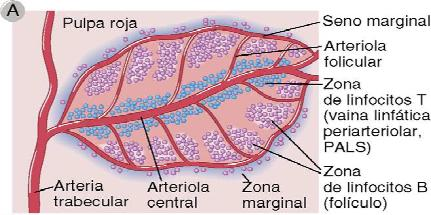 A
Pulpa roja
Seno marginal
Arteriola
folicular
Zona
de linfocitos T
(vaina linfática
periarteriolar,
PALS)
Zona
de linfocitos B
(folículo)
Arteria
trabecular
Arteriola
central
Zona
marginal